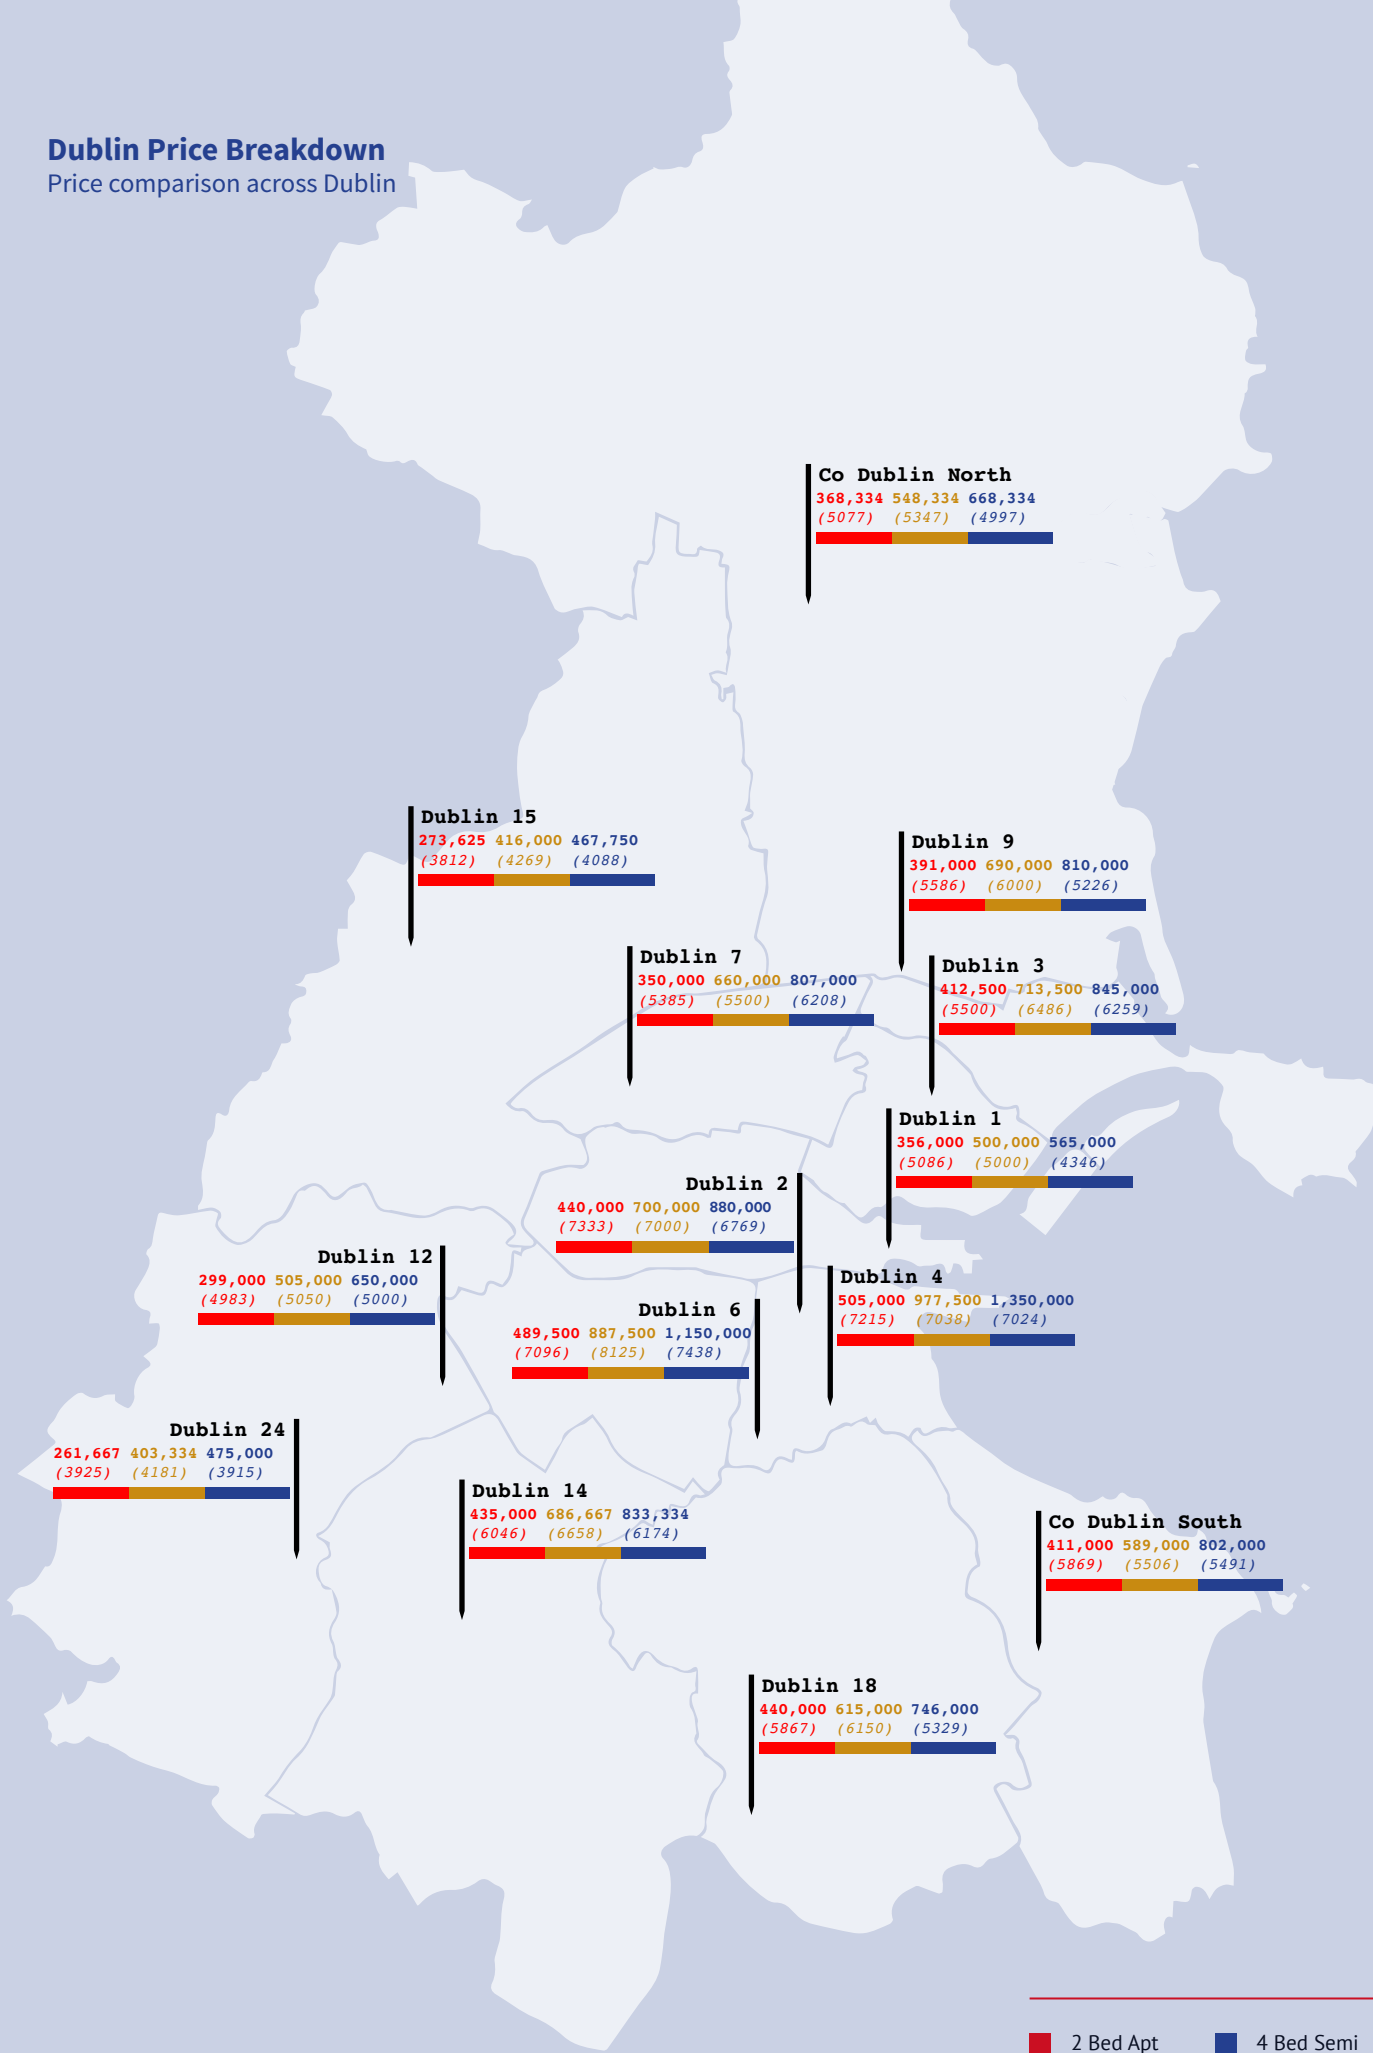 Dublin Price Breakdown
Price comparison across Dublin
Co Dublin North
368,334 548,334 668,334
(5077) (5347) (4997)
Dublin 15
273,625 416,000 467,750
(3812) (4269) (4088)
Dublin 9
391,000 690,000 810,000
(5586) (6000) (5226)
Dublin 7
350,000 660,000 807,000
(5385) (5500) (6208)
Dublin 3
412,500 713,500 845,000
(5500) (6486) (6259)
Dublin 1
356,000 500,000 565,000
(5086) (5000) (4346)
Dublin 2
440,000 700,000 880,000
(7333) (7000) (6769)
Dublin 12
299,000 505,000 650,000
(4983) (5050) (5000)
Dublin 4
505,000 977,500 1,350,000
(7215) (7038) (7024)
Dublin 6
489,500 887,500 1,150,000
(7096) (8125) (7438)
Dublin 24
261,667 403,334 475,000
(3925) (4181) (3915)
Dublin 14
435,000 686,667 833,334
(6046) (6658) (6174)
Co Dublin South
411,000 589,000 802,000
(5869) (5506) (5491)
Dublin 18
440,000 615,000 746,000
(5867) (6150) (5329)
2 Bed Apt 4 Bed Semi